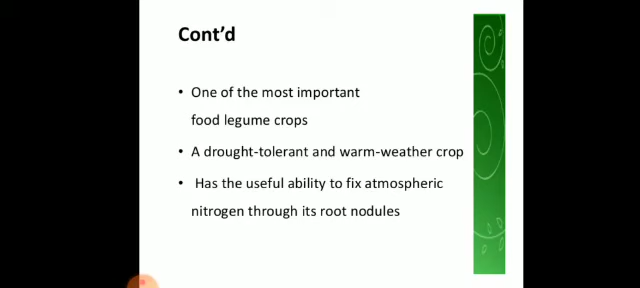 Cont’d
• One of the most important
food legume crops
• A drought-tolerant and warm-weather crop
• Has the useful ability to fix atmospheric
nitrogen through its root nodules